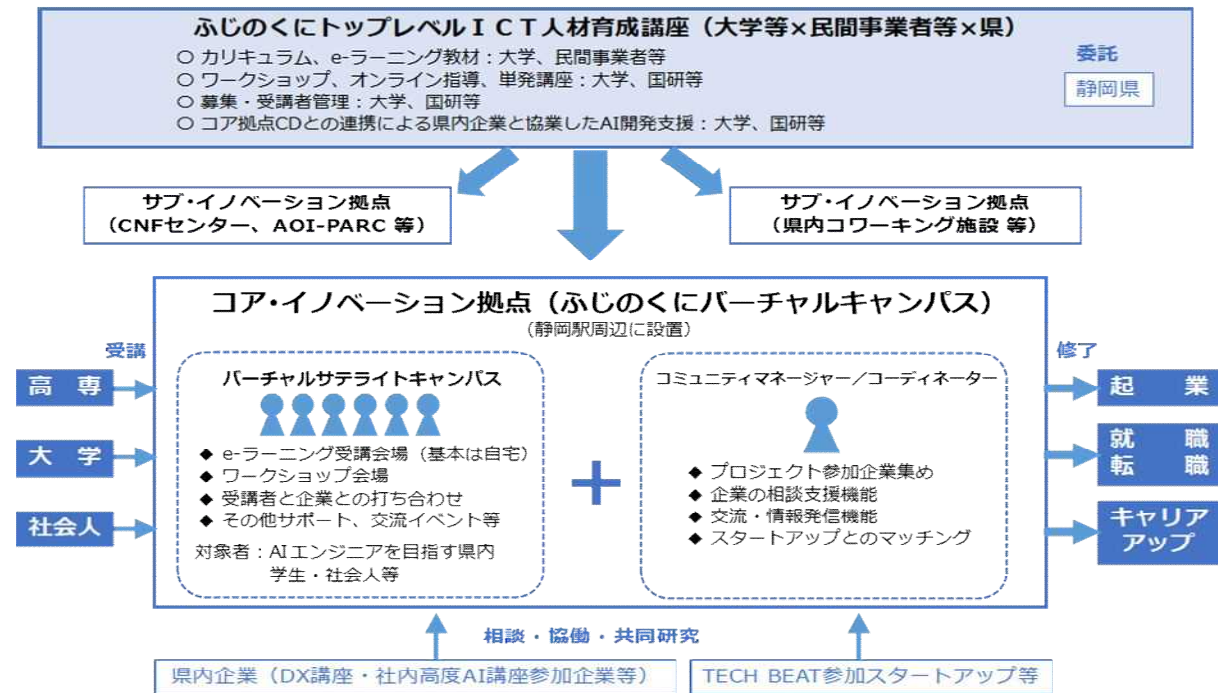 ふじのくにトップレベルＩＣＴ人材育成講座（大学等×民間事業者等×県）
○ カリキュラム、e-ラーニング教材：大学、民間事業者等
○ ワークショップ、オンライン指導、単発講座：大学、国研等
○ 募集・受講者管理：大学、国研等
○ コア拠点CDとの連携による県内企業と協業したAI開発支援：大学、国研等
委託
静岡県
サブ・イノベーション拠点
（CNFセンター、AOI-PARC 等）
サブ・イノベーション拠点
（県内コワーキング施設 等）
コア・イノベーション拠点（ふじのくにバーチャルキャンパス）
（静岡駅周辺に設置）
受講
高　専
大　学
社会人
バーチャルサテライトキャンパス
◆ e-ラーニング受講会場（基本は自宅）
◆ ワークショップ会場
◆ 受講者と企業との打ち合わせ
◆ その他サポート、交流イベント等
対象者：AIエンジニアを目指す県内
学生・社会人等
＋
コミュニティマネージャー／コーディネーター
◆ プロジェクト参加企業集め
◆ 企業の相談支援機能
◆ 交流・情報発信機能
◆ スタートアップとのマッチング
修了
起　業
就　職
転　職
キャリア
アップ
相談・協働・共同研究
県内企業（DX講座・社内高度AI講座参加企業等）
TECH BEAT参加スタートアップ等